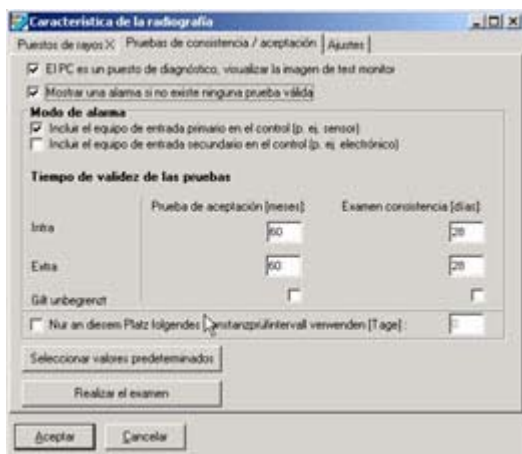 Característica de la radiografía
Puestos de rayos X Pruebas de consistencia / aceptación Ajustes
El PC es un puesto de diagnóstico, visualizar la imagen de test monitor
Mostrar una alarma si no existe ninguna prueba válida
Modo de alarma
Incluir el equipo de entrada primario en el control (p. ej. sensor)
Incluir el equipo de entrada secundario en el control (p. ej. electrónico)
Tiempo de validez de las pruebas
Prueba de aceptación [meses] Examen consistencia [días]
Intra 60 28
Extra 60 28
Gilt unbegrenzt
Nur an diesem Platz folgendes Konstanzprüfintervall verwenden [Tage] :
Seleccionar valores predeterminados
Realizar el examen
Aceptar Cancelar